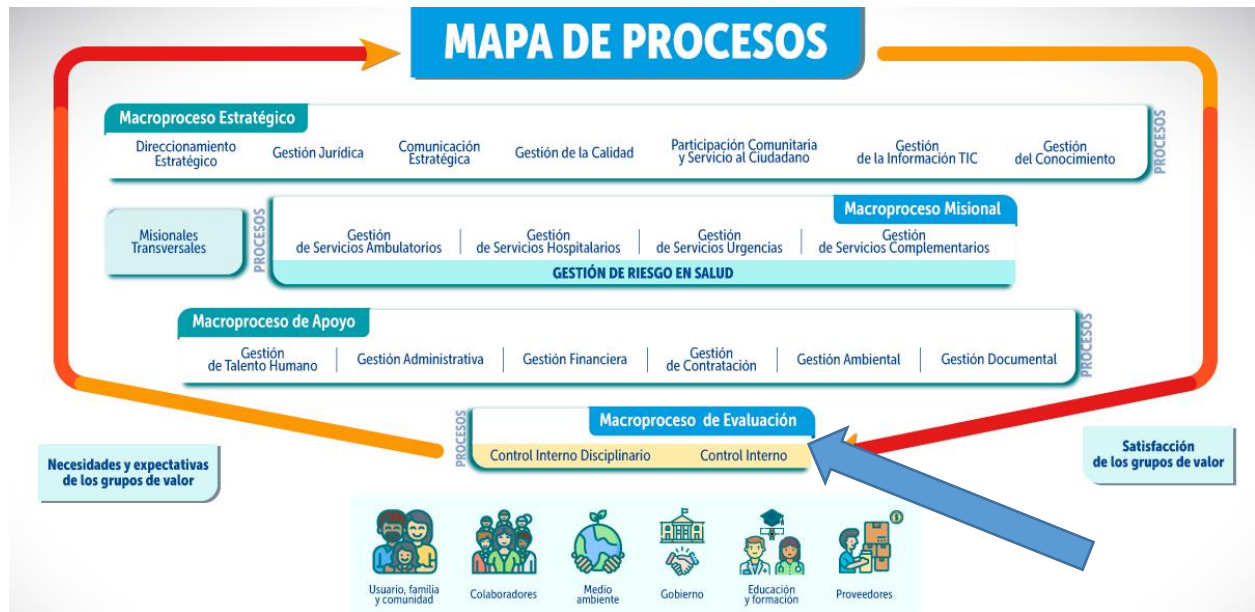 MAPA DE PROCESOS
Macroproceso Estratégico
Direccionamiento
Estratégico
Gestión Jurídica
Comunicación
Estratégica
Gestión de la Calidad
Participación Comunitaria
y Servicio al Ciudadano
Gestión
de la Información TIC
Gestión
del Conocimiento
PROCESOS
Misionales
Transversales
PROCESOS
Macroproceso Misional
Gestión
de Servicios Ambulatorios
Gestión
de Servicios Hospitalarios
Gestión
de Servicios Urgencias
Gestión
de Servicios Complementarios
GESTIÓN DE RIESGO EN SALUD
Macroproceso de Apoyo
Gestión
de Talento Humano
Gestión Administrativa
Gestión Financiera
Gestión
de Contratación
Gestión Ambiental
Gestión Documental
PROCESOS
PROCESOS
Macroproceso de Evaluación
Control Interno Disciplinario
Control Interno
Necesidades y expectativas
de los grupos de valor
Satisfacción
de los grupos de valor
Usuario, familia
y comunidad
Colaboradores
Medio
ambiente
Gobierno
Educación
y formación
Proveedores
$